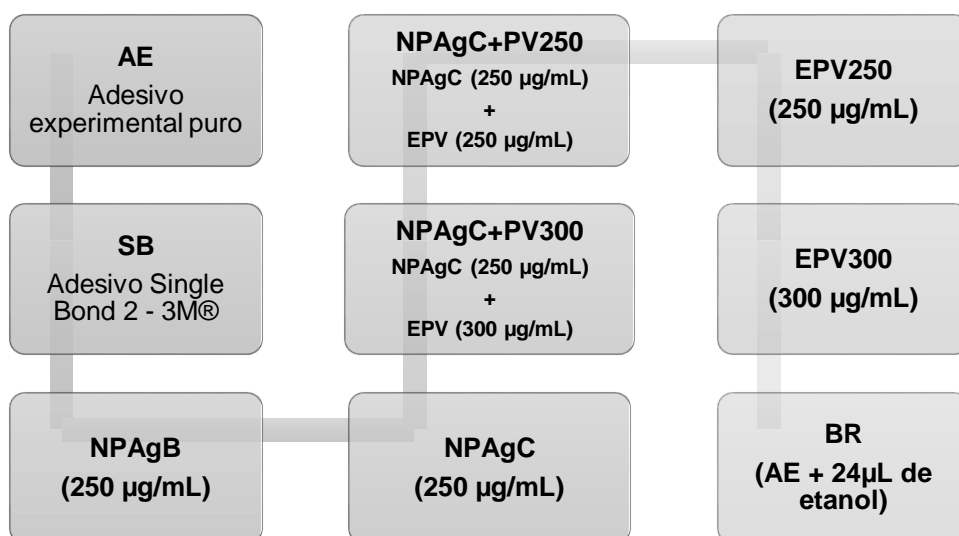 AE
Adesivo
experimental puro
SB
Adesivo Single
Bond 2 - 3M®
NPAgB
(250 µg/mL)
NPAgC
(250 µg/mL)
NPAgC+PV300
NPAgC (250 µg/mL)
+
EPV (300 µg/mL)
NPAgC+PV250
NPAgC (250 µg/mL)
+
EPV (250 µg/mL)
EPV250
(250 µg/mL)
EPV300
(300 µg/mL)
BR
(AE + 24µL de
etanol)